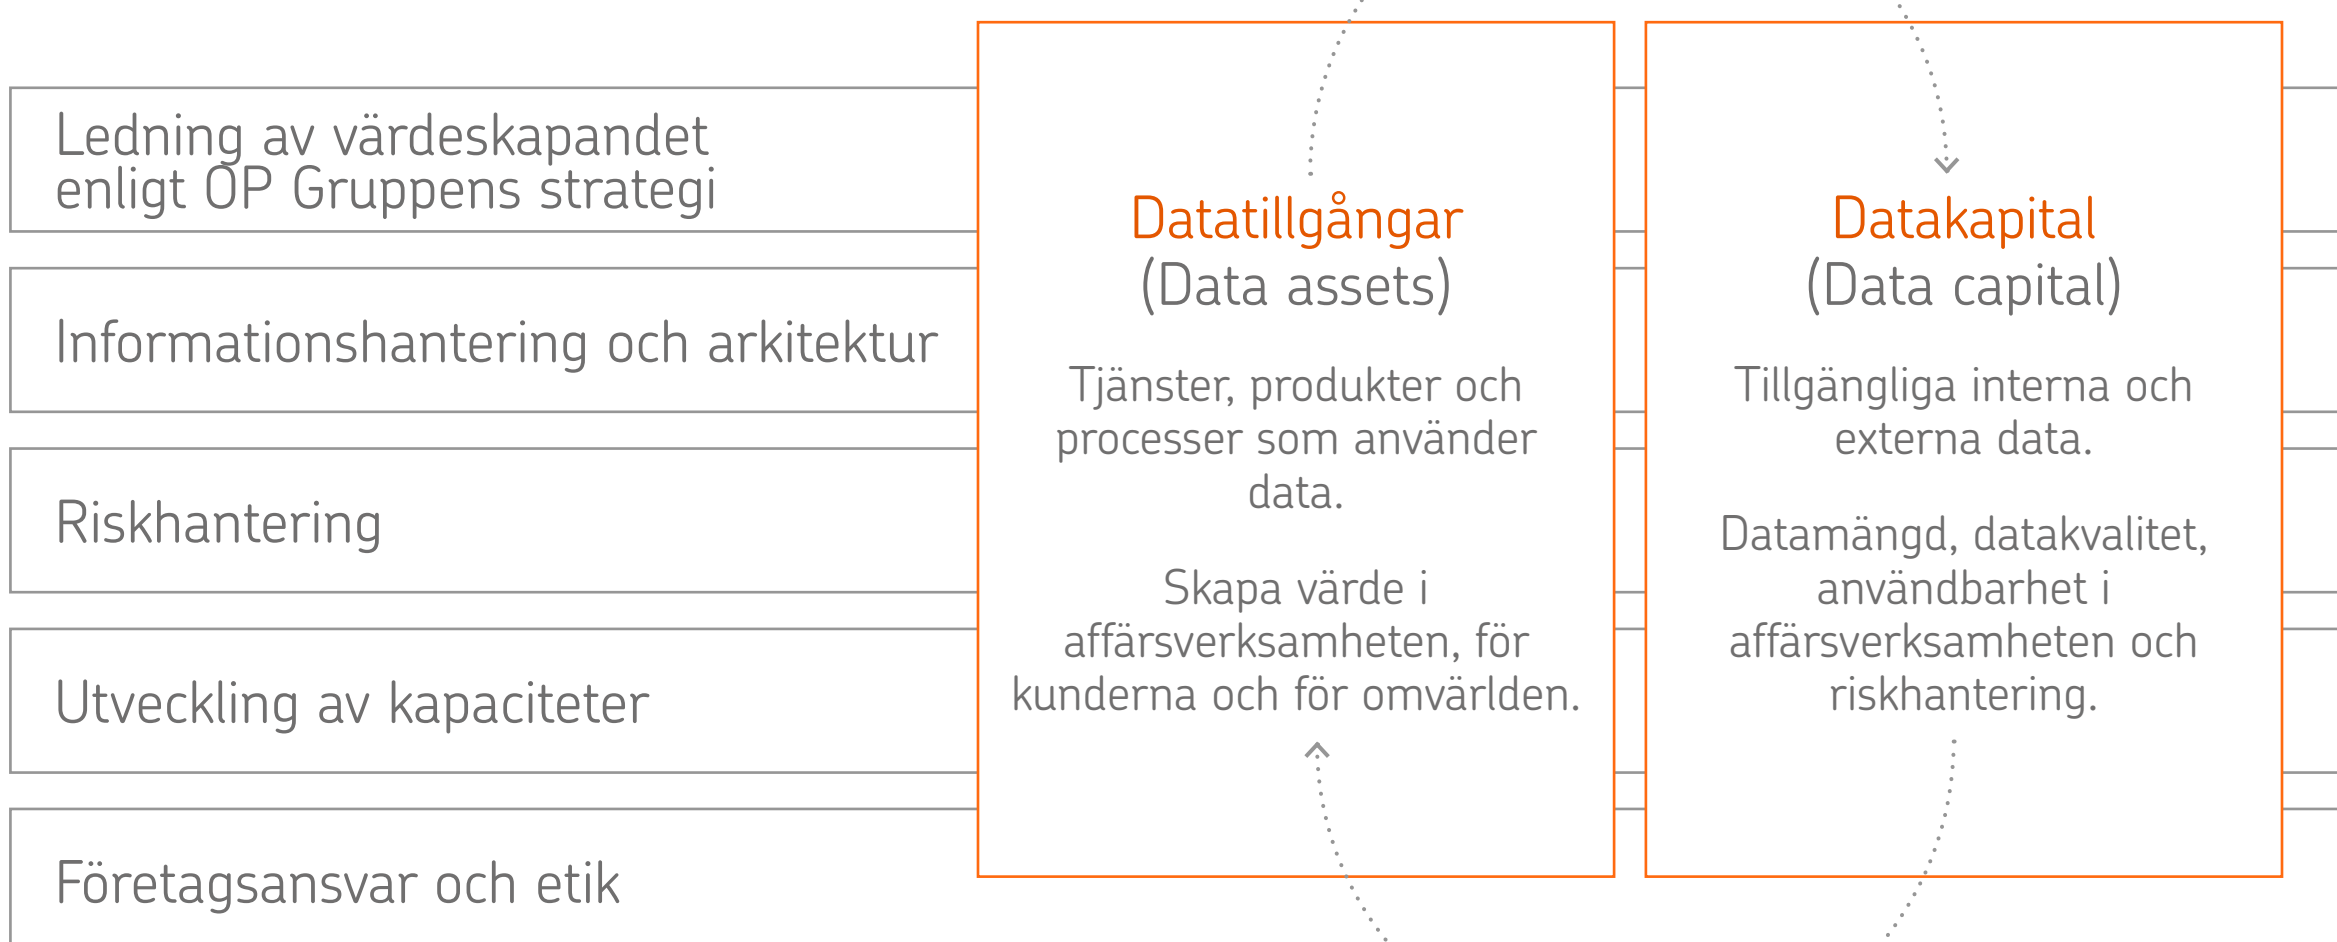 Ledning av värdeskapandet
enligt OP Gruppens strategi
Informationshantering och arkitektur
Riskhantering
Utveckling av kapaciteter
Företagsansvar och etik
Datatillgångar
(Data assets)
Tjänster, produkter och
processer som använder
data.
Skapa värde i
affärsverksamheten, för
kunderna och för omvärlden.
Datakapital
(Data capital)
Tillgängliga interna och
externa data.
Datamängd, datakvalitet,
användbarhet i
affärsverksamheten och
riskhantering.